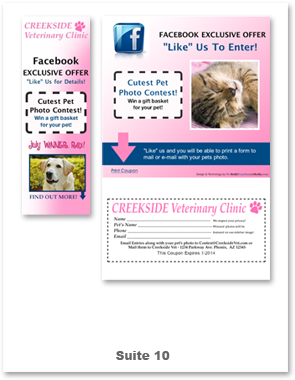 CREEKSIDE
Veterinary Clinic
Facebook
EXCLUSIVE OFFER
"Like" Us for Details!
Cutest Pet
Photo Contest!
Win a gift basket
for your pet!
July WINNER
FIND OUT MORE!
FACEBOOK EXCLUSIVE OFFER
"Like" Us To Enter!
Cutest Pet
Photo Contest!
Win a gift basket
for your pet!
"Like" us and you will be able to print a form to
mail or e-mail with your pets photo.
Print Coupon
CREEKSIDE Veterinary Clinic
Name
Pet's Name
Phone
Email
Email Entries along with your pet's photo to
Mail them to Creekside Vet - 1234 Parkway Ave. Phoenix, AZ 12345
This Coupon Expires 1-2014
Suite 10